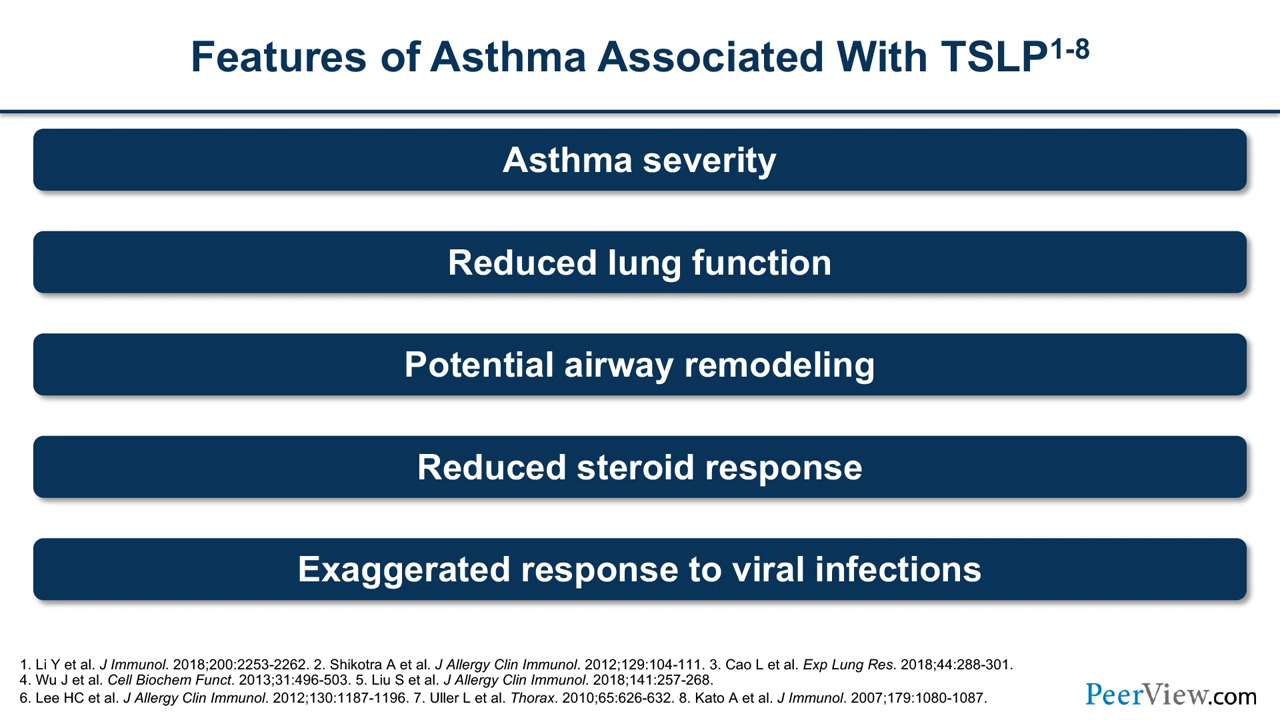 Features of Asthma Associated With TSLP1-8
Asthma severity
Reduced lung function
Potential airway remodeling
Reduced steroid response
Exaggerated response to viral infections
1. Li Y et al. J Immunol. 2018;200:2253-2262. 2. Shikotra A et al. J Allergy Clin Immunol. 2012;129:104-111. 3. Cao L et al. Exp Lung Res. 2018;44:288-301.
4. Wu J et al. Cell Biochem Funct. 2013;31:496-503. 5. Liu S et al. J Allergy Clin Immunol. 2018;141:257-268.
6. Lee HC et al. J Allergy Clin Immunol. 2012;130:1187-1196. 7. Uller L et al. Thorax. 2010;65:626-632. 8. Kato A et al. J Immunol. 2007;179:1080-1087.
PeerView.com